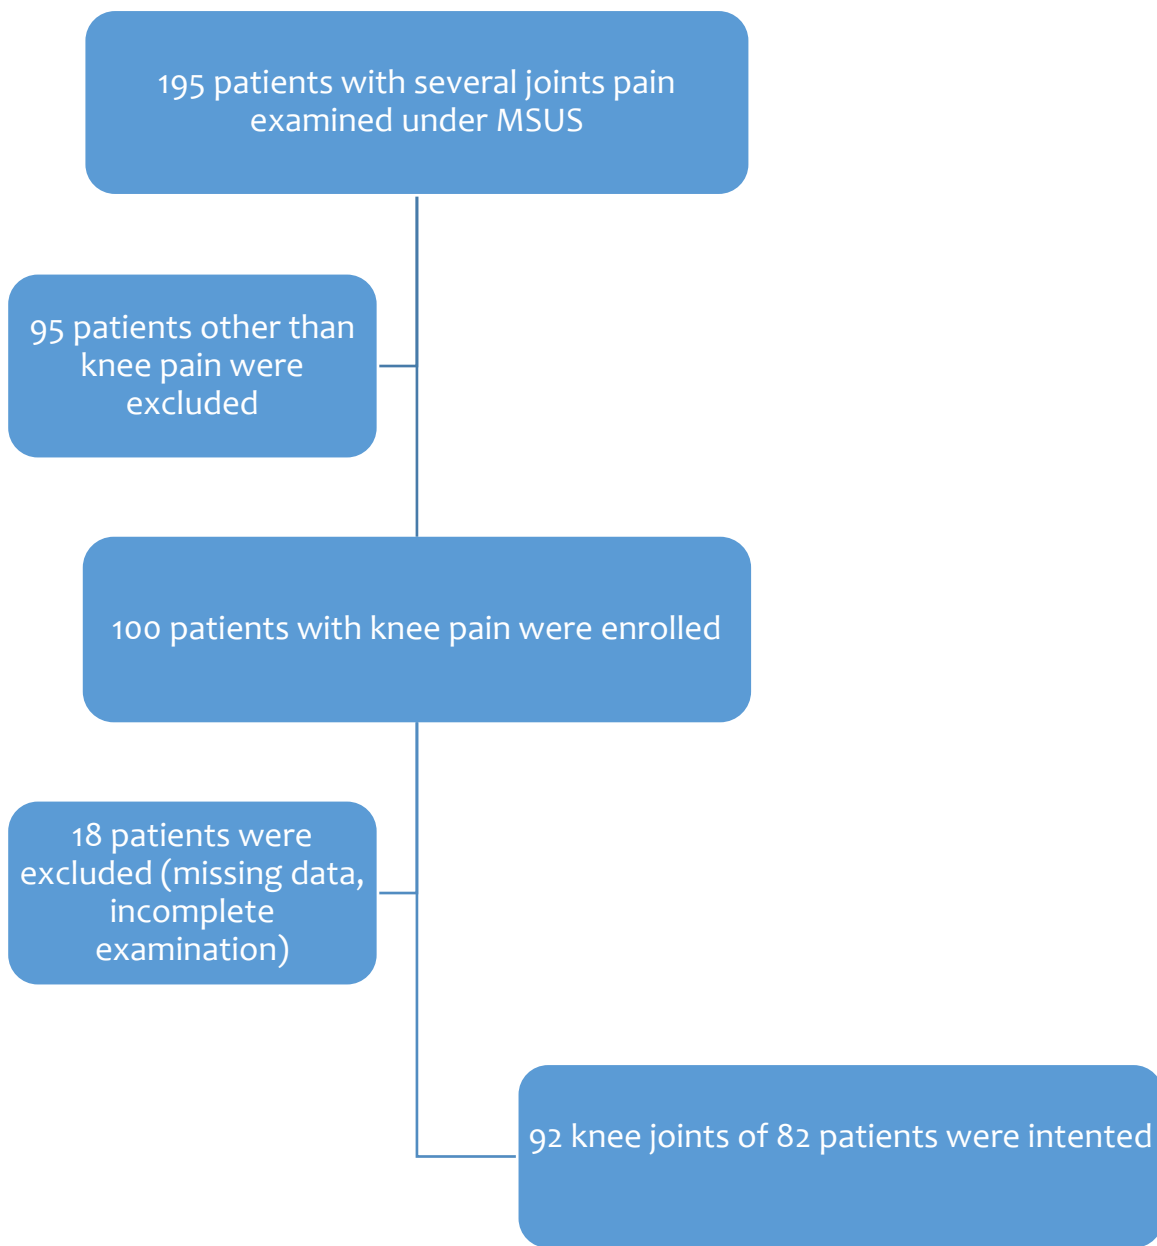 195 patients with several joints pain
examined under MSUS
95 patients other than
knee pain were
excluded
100 patients with knee pain were enrolled
18 patients were
excluded (missing data,
incomplete
examination)
92 knee joints of 82 patients were intented